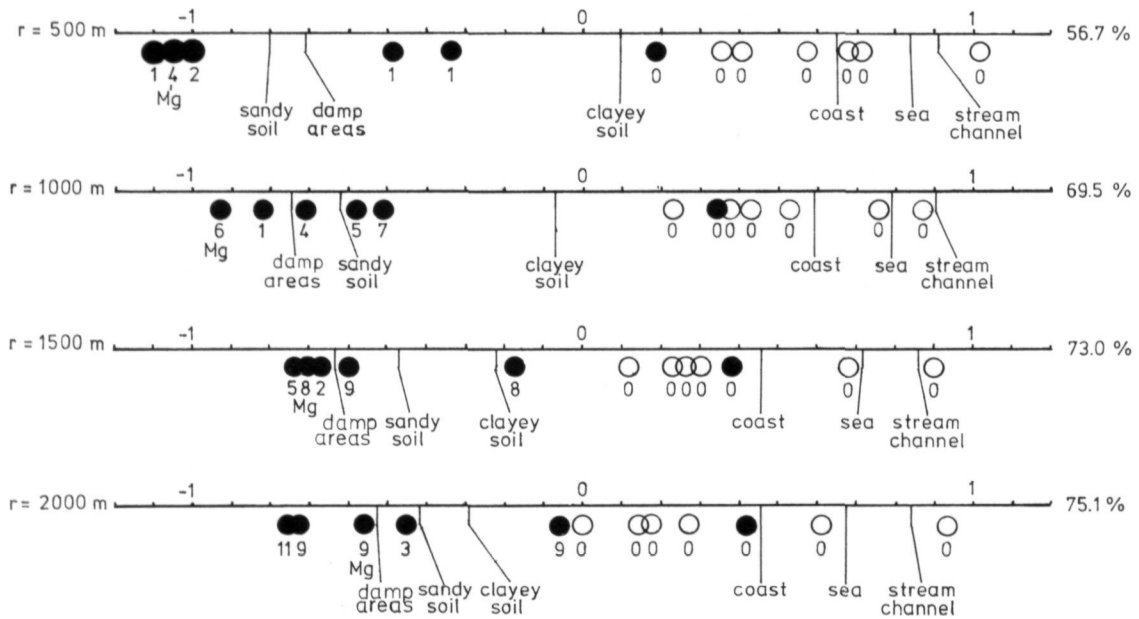 -1 0 1
r = 500 m 56.7 %
1 4 2 1 1 0 0 0 0 0 0 0
Mg
sandy soil
damp areas
clayey soil
coast
sea
stream channel
r = 1000 m 69.5 %
6 1 4 5 7 0 0 0 0 0 0 0
Mg
damp areas
sandy soil
clayey soil
coast
sea
stream channel
-1 0 1
r = 1500 m 73.0 %
5 8 2 9 8 0 0 0 0 0 0 0
Mg
damp areas
sandy soil
clayey soil
coast
sea
stream channel
-1 0 1
r = 2000 m 75.1 %
11 9 9 3 9 0 0 0 0 0 0 0
Mg
damp areas
sandy soil
clayey soil
coast
sea
stream channel